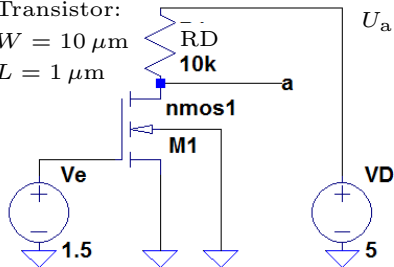 Transistor:
W = 10 μm
L = 1 μm
RD
10k
U_a
a
nmos1
M1
Ve
1.5
VD
5